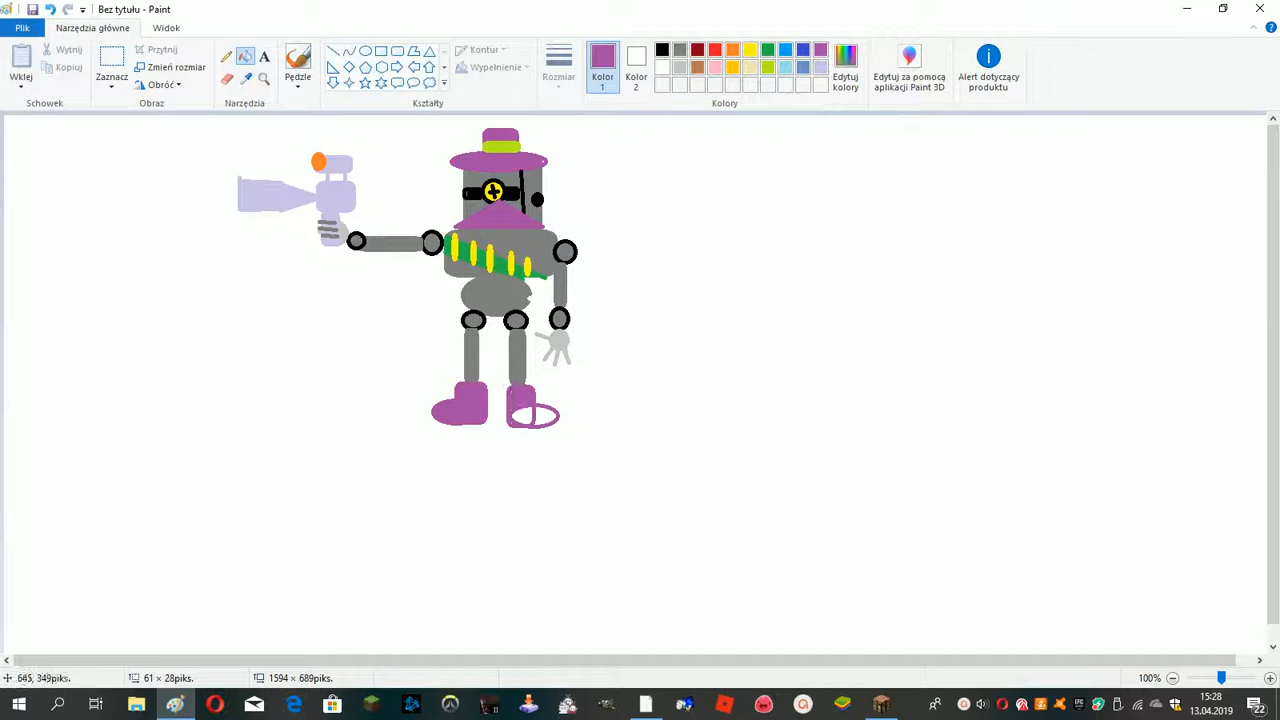 Bez tytułu - Paint
Plik
Narzędzia główne
Widok
Wklej
Wytnij
Kopiuj
Schowek
Zaznacz
Przytnij
Zmień rozmiar
Obróć
Obraz
A
Narzędzia
Pędzle
Kształty
Kontur
Wypełnienie
Rozmiar
Kolor
1
Kolor
2
Edytuj
kolory
Kolory
Edytuj za pomocą
aplikacji Paint 3D
Alert dotyczący
produktu
645, 349piks.
61 × 28piks.
1594 × 689piks.
100%
15:28
13.04.2019
22